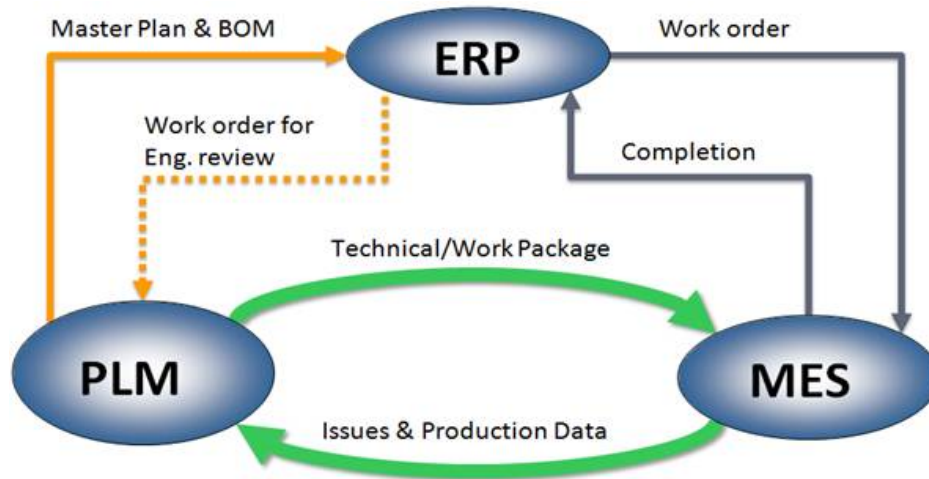 Master Plan & BOM
ERP
Work order
Work order for
Eng. review
Completion
Technical/Work Package
PLM
MES
Issues & Production Data